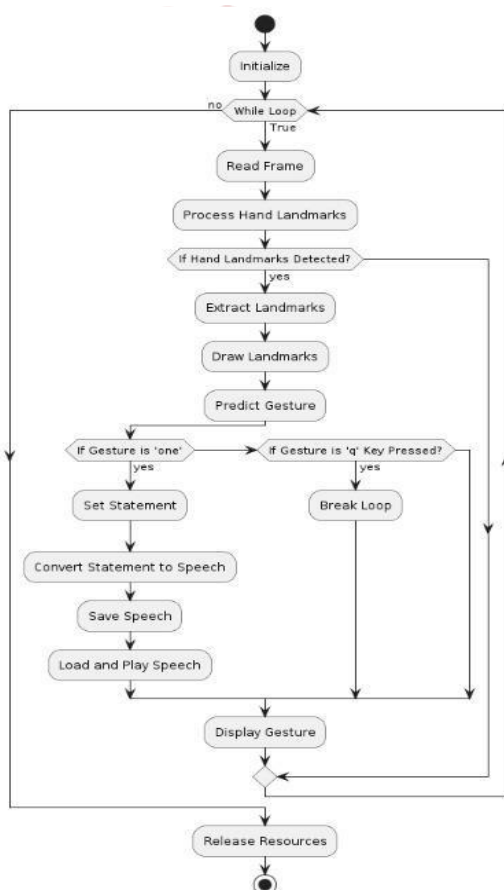 Initialize
no
While Loop
True
Read Frame
Process Hand Landmarks
If Hand Landmarks Detected?
yes
Extract Landmarks
Draw Landmarks
Predict Gesture
If Gesture is 'one'
yes
Set Statement
Convert Statement to Speech
Save Speech
Load and Play Speech
If Gesture is 'q' Key Pressed?
yes
Break Loop
Display Gesture
Release Resources